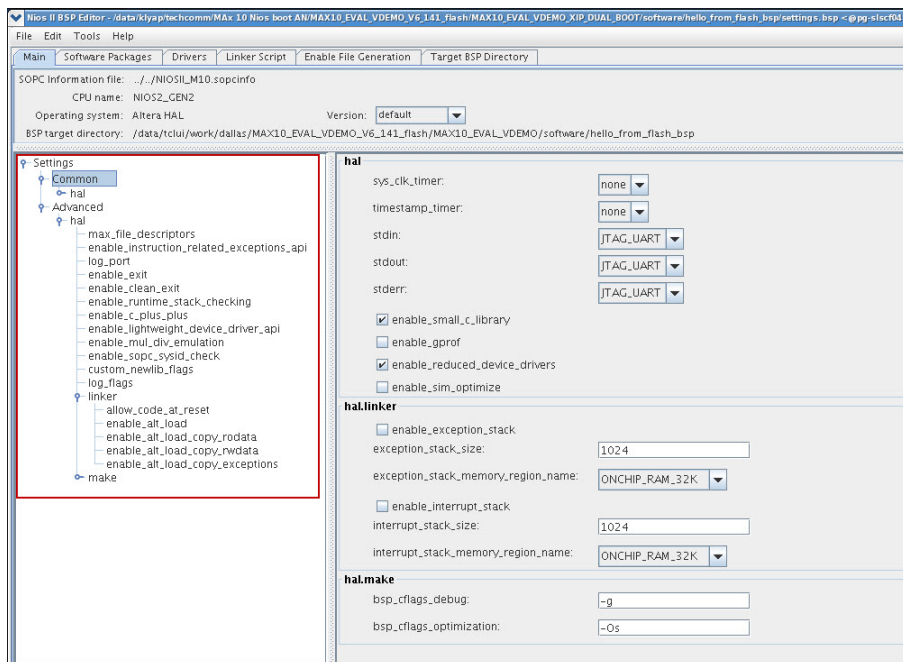 Nios II BSP Editor - /data/klyap/techcomm/MAx 10 Nios boot AN/MAX10_EVAL_VDEMO_V6_141_flash/MAX10_EVAL_VDEMO_XIP_DUAL_BOOT/software/hello_from_flash_bsp/settings.bsp <@pg-slscf04
File Edit Tools Help
Main Software Packages Drivers Linker Script Enable File Generation Target BSP Directory
SOPC Information file: ../../NIOSII_M10.sopcinfo
CPU name: NIOS2_GEN2
Operating system: Altera HAL Version: default
BSP target directory: /data/tclui/work/dallas/MAX10_EVAL_VDEMO_V6_141_flash/MAX10_EVAL_VDEMO/software/hello_from_flash_bsp
Settings
Common
hal
Advanced
hal
max_file_descriptors
enable_instruction_related_exceptions_api
log_port
enable_exit
enable_clean_exit
enable_runtime_stack_checking
enable_c_plus_plus
enable_lightweight_device_driver_api
enable_mul_div_emulation
enable_sopc_sysid_check
custom_newlib_flags
log_flags
linker
allow_code_at_reset
enable_alt_load
enable_alt_load_copy_rodata
enable_alt_load_copy_rwdata
enable_alt_load_copy_exceptions
make
hal
sys_clk_timer: none
timestamp_timer: none
stdin: JTAG_UART
stdout: JTAG_UART
stderr: JTAG_UART
enable_small_c_library
enable_gprof
enable_reduced_device_drivers
enable_sim_optimize
hal.linker
enable_exception_stack
exception_stack_size: 1024
exception_stack_memory_region_name: ONCHIP_RAM_32K
enable_interrupt_stack
interrupt_stack_size: 1024
interrupt_stack_memory_region_name: ONCHIP_RAM_32K
hal.make
bsp_cflags_debug: -g
bsp_cflags_optimization: -Os